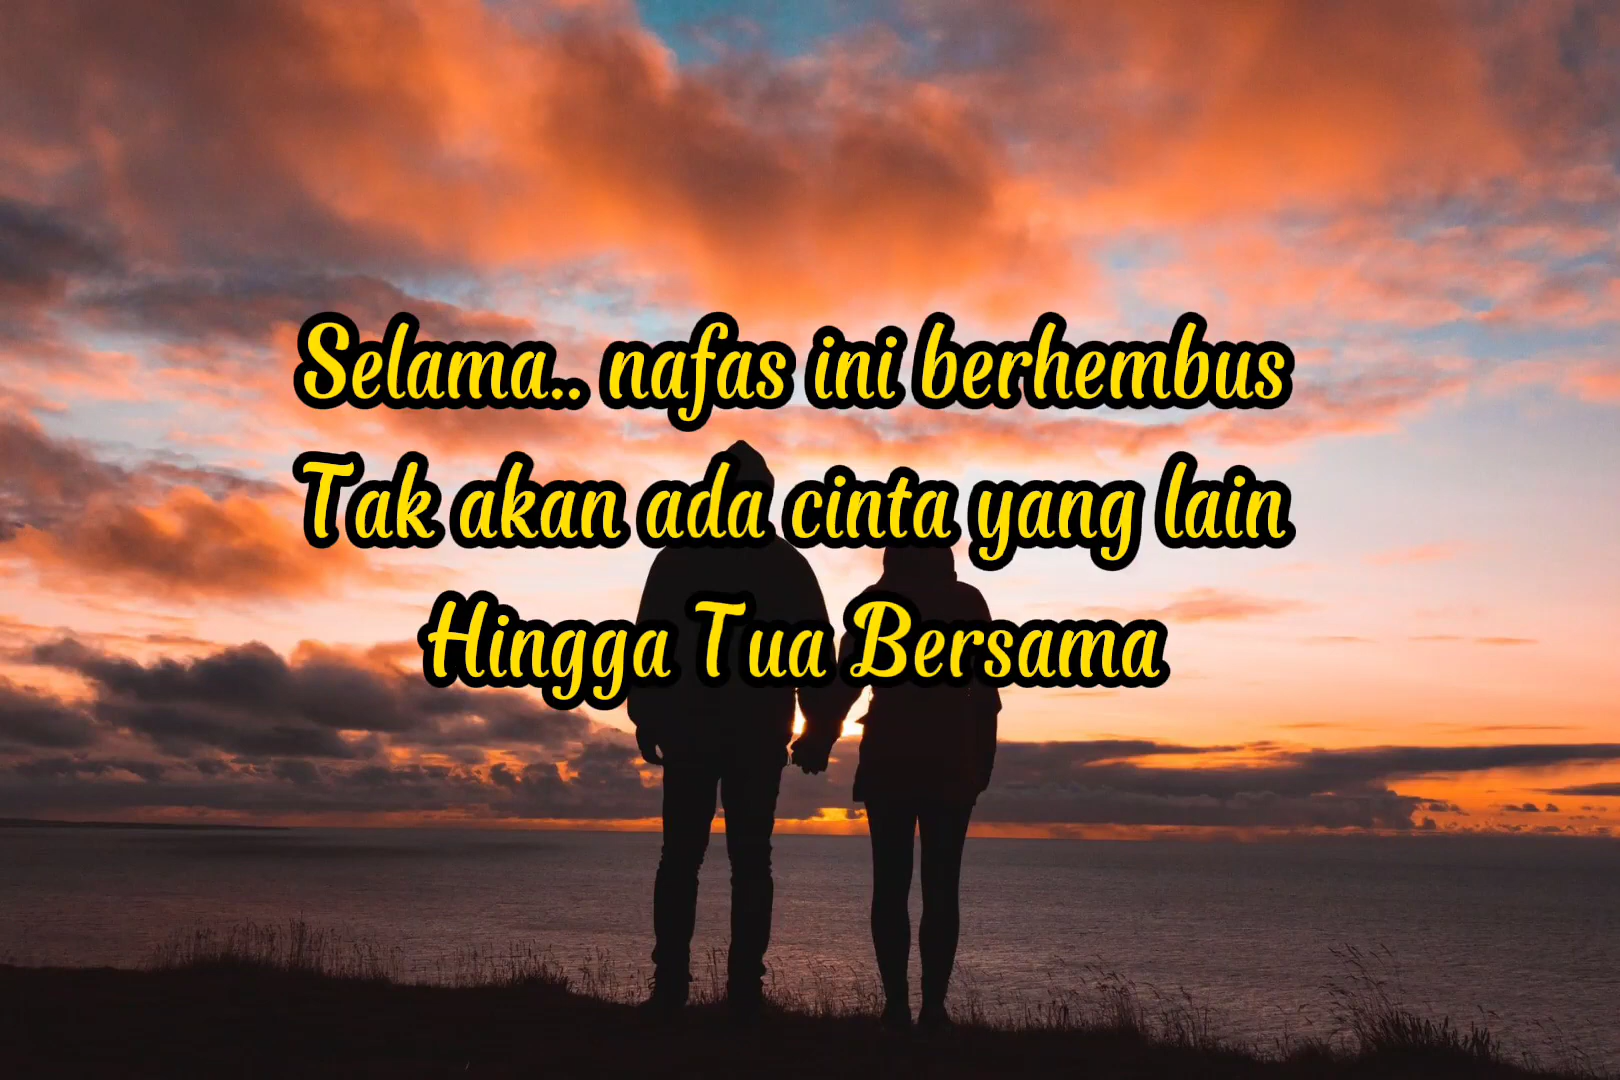 Selama.. nafas ini berhembus
Tak akan ada cinta yang lain
Hingga Tua Bersama